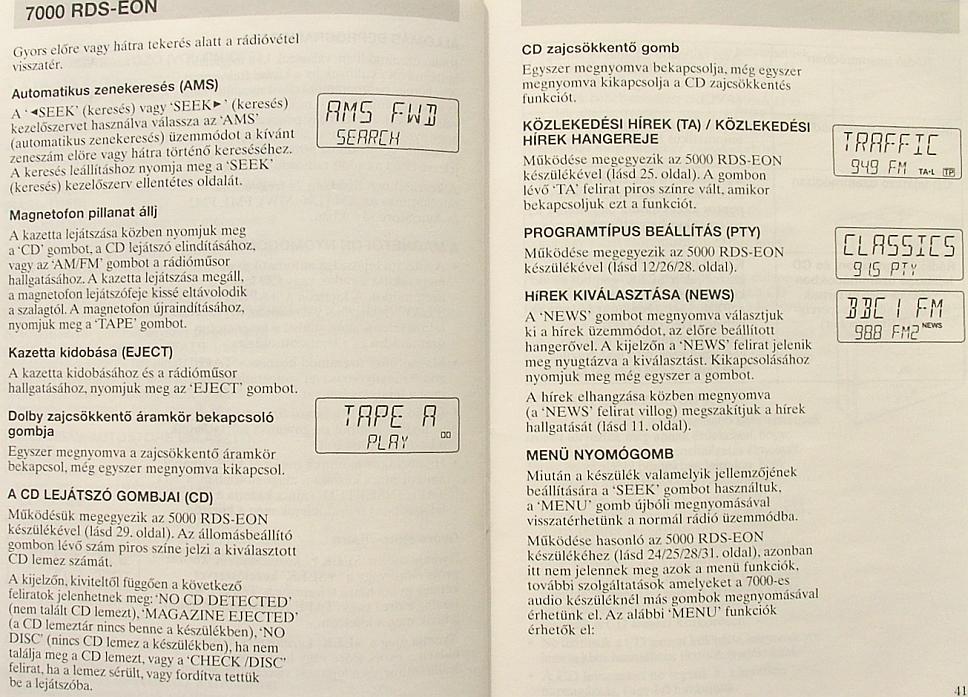 7000 RDS-EON
Gyors előre vagy hátra tekerés alatt a rádióvétel
visszatér.
Automatikus zenekeresés (AMS)
A '◄SEEK' (keresés) vagy 'SEEK►' (keresés)
kezelőszervet használva válassza az 'AMS'
(automatikus zenekeresés) üzemmódot a kívánt
zeneszám előre vagy hátra történő kereséséhez.
A keresés leállításhoz nyomja meg a 'SEEK'
(keresés) kezelőszerv ellentétes oldalát.
AMS FWD
SEARCH
Magnetofon pillanat állj
A kazetta lejátszása közben nyomjuk meg
a 'CD' gombot, a CD lejátszó elindításához,
vagy az 'AM/FM' gombot a rádióműsor
hallgatásához. A kazetta lejátszása megáll,
a magnetofon lejátszófeje kissé eltávolodik
a szalagtól. A magnetofon újraindításához,
nyomjuk meg a 'TAPE' gombot.
Kazetta kidobása (EJECT)
A kazetta kidobásához és a rádióműsor
hallgatásához, nyomjuk meg az 'EJECT' gombot.
Dolby zajcsökkentő áramkör bekapcsoló
gombja
Egyszer megnyomva a zajcsökkentő áramkör
bekapcsol, még egyszer megnyomva kikapcsol.
TAPE A
PLAY
A CD LEJÁTSZÓ GOMBJAI (CD)
Működésük megegyezik az 5000 RDS-EON
készülékével (lásd 29. oldal). Az állomásbeállító
gombon lévő szám piros színe jelzi a kiválasztott
CD lemez számát.
A kijelzőn, kiviteltől függően a következő
feliratok jelenhetnek meg: 'NO CD DETECTED'
(nem talált CD lemezt), 'MAGAZINE EJECTED'
(a CD lemeztár nincs benne a készülékben), 'NO
DISC' (nincs CD lemez a készülékben), ha nem
találja meg a CD lemezt, vagy a 'CHECK /DISC'
felirat, ha a lemez sérült, vagy fordítva tettük
be a lejátszóba.
CD zajcsökkentő gomb
Egyszer megnyomva bekapcsolja, még egyszer
megnyomva kikapcsolja a CD zajcsökkentés
funkciót.
KÖZLEKEDÉSI HÍREK (TA) / KÖZLEKEDÉSI
HÍREK HANGEREJE
Működése megegyezik az 5000 RDS-EON
készülékével (lásd 25. oldal). A gombon
lévő 'TA' felirat piros színre vált, amikor
bekapcsoljuk ezt a funkciót.
TRAFFIC
949 FM TA-L TP
PROGRAMTÍPUS BEÁLLÍTÁS (PTY)
Működése megegyezik az 5000 RDS-EON
készülékével (lásd 12/26/28. oldal).
CLASSICS
915 PTY
HíREK KIVÁLASZTÁSA (NEWS)
A 'NEWS' gombot megnyomva választjuk
ki a hírek üzemmódot, az előre beállított
hangerővel. A kijelzőn a 'NEWS' felirat jelenik
meg nyugtázva a kiválasztást. Kikapcsolásához
nyomjuk meg még egyszer a gombot.
BBC 1 FM
988 FM2 NEWS
A hírek elhangzása közben megnyomva
(a 'NEWS' felirat villog) megszakítjuk a hírek
hallgatását (lásd 11. oldal).
MENÜ NYOMÓGOMB
Miután a készülék valamelyik jellemzőjének
beállítására a 'SEEK' gombot használtuk,
a 'MENU' gomb újbóli megnyomásával
visszatérhetünk a normál rádió üzemmódba.
Működése hasonló az 5000 RDS-EON
készülékéhez (lásd 24/25/28/31. oldal), azonban
itt nem jelennek meg azok a menü funkciók,
további szolgáltatások amelyeket a 7000-es
audio készüléknél más gombok megnyomásával
érhetünk el. Az alábbi 'MENU' funkciók
érhetők el:
41